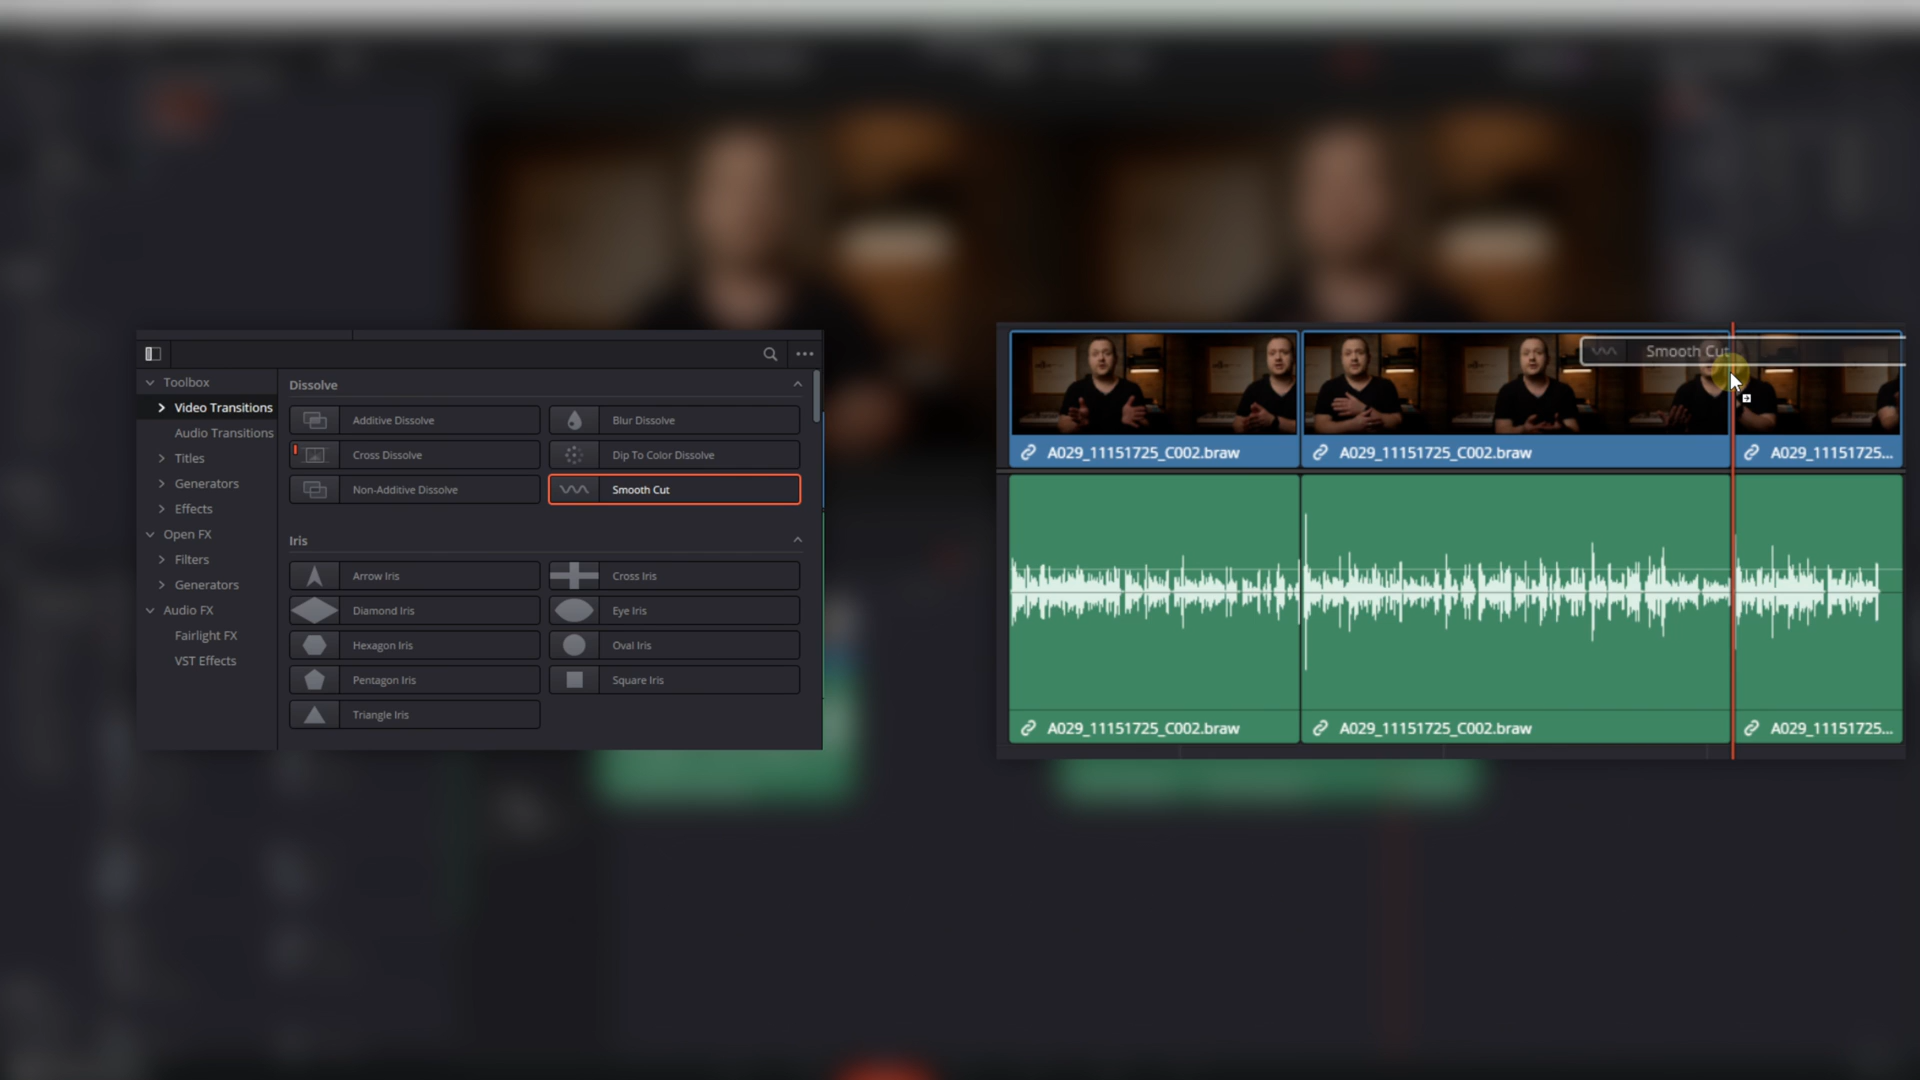 Toolbox
Video Transitions
Audio Transitions
Titles
Generators
Effects
Open FX
Filters
Generators
Audio FX
Fairlight FX
VST Effects
Dissolve
Additive Dissolve
Blur Dissolve
Cross Dissolve
Dip To Color Dissolve
Non-Additive Dissolve
Smooth Cut
Iris
Arrow Iris
Cross Iris
Diamond Iris
Eye Iris
Hexagon Iris
Oval Iris
Pentagon Iris
Square Iris
Triangle Iris
Smooth Cut
A029_11151725_C002.braw
A029_11151725_C002.braw
A029_11151725...
A029_11151725_C002.braw
A029_11151725_C002.braw
A029_11151725...